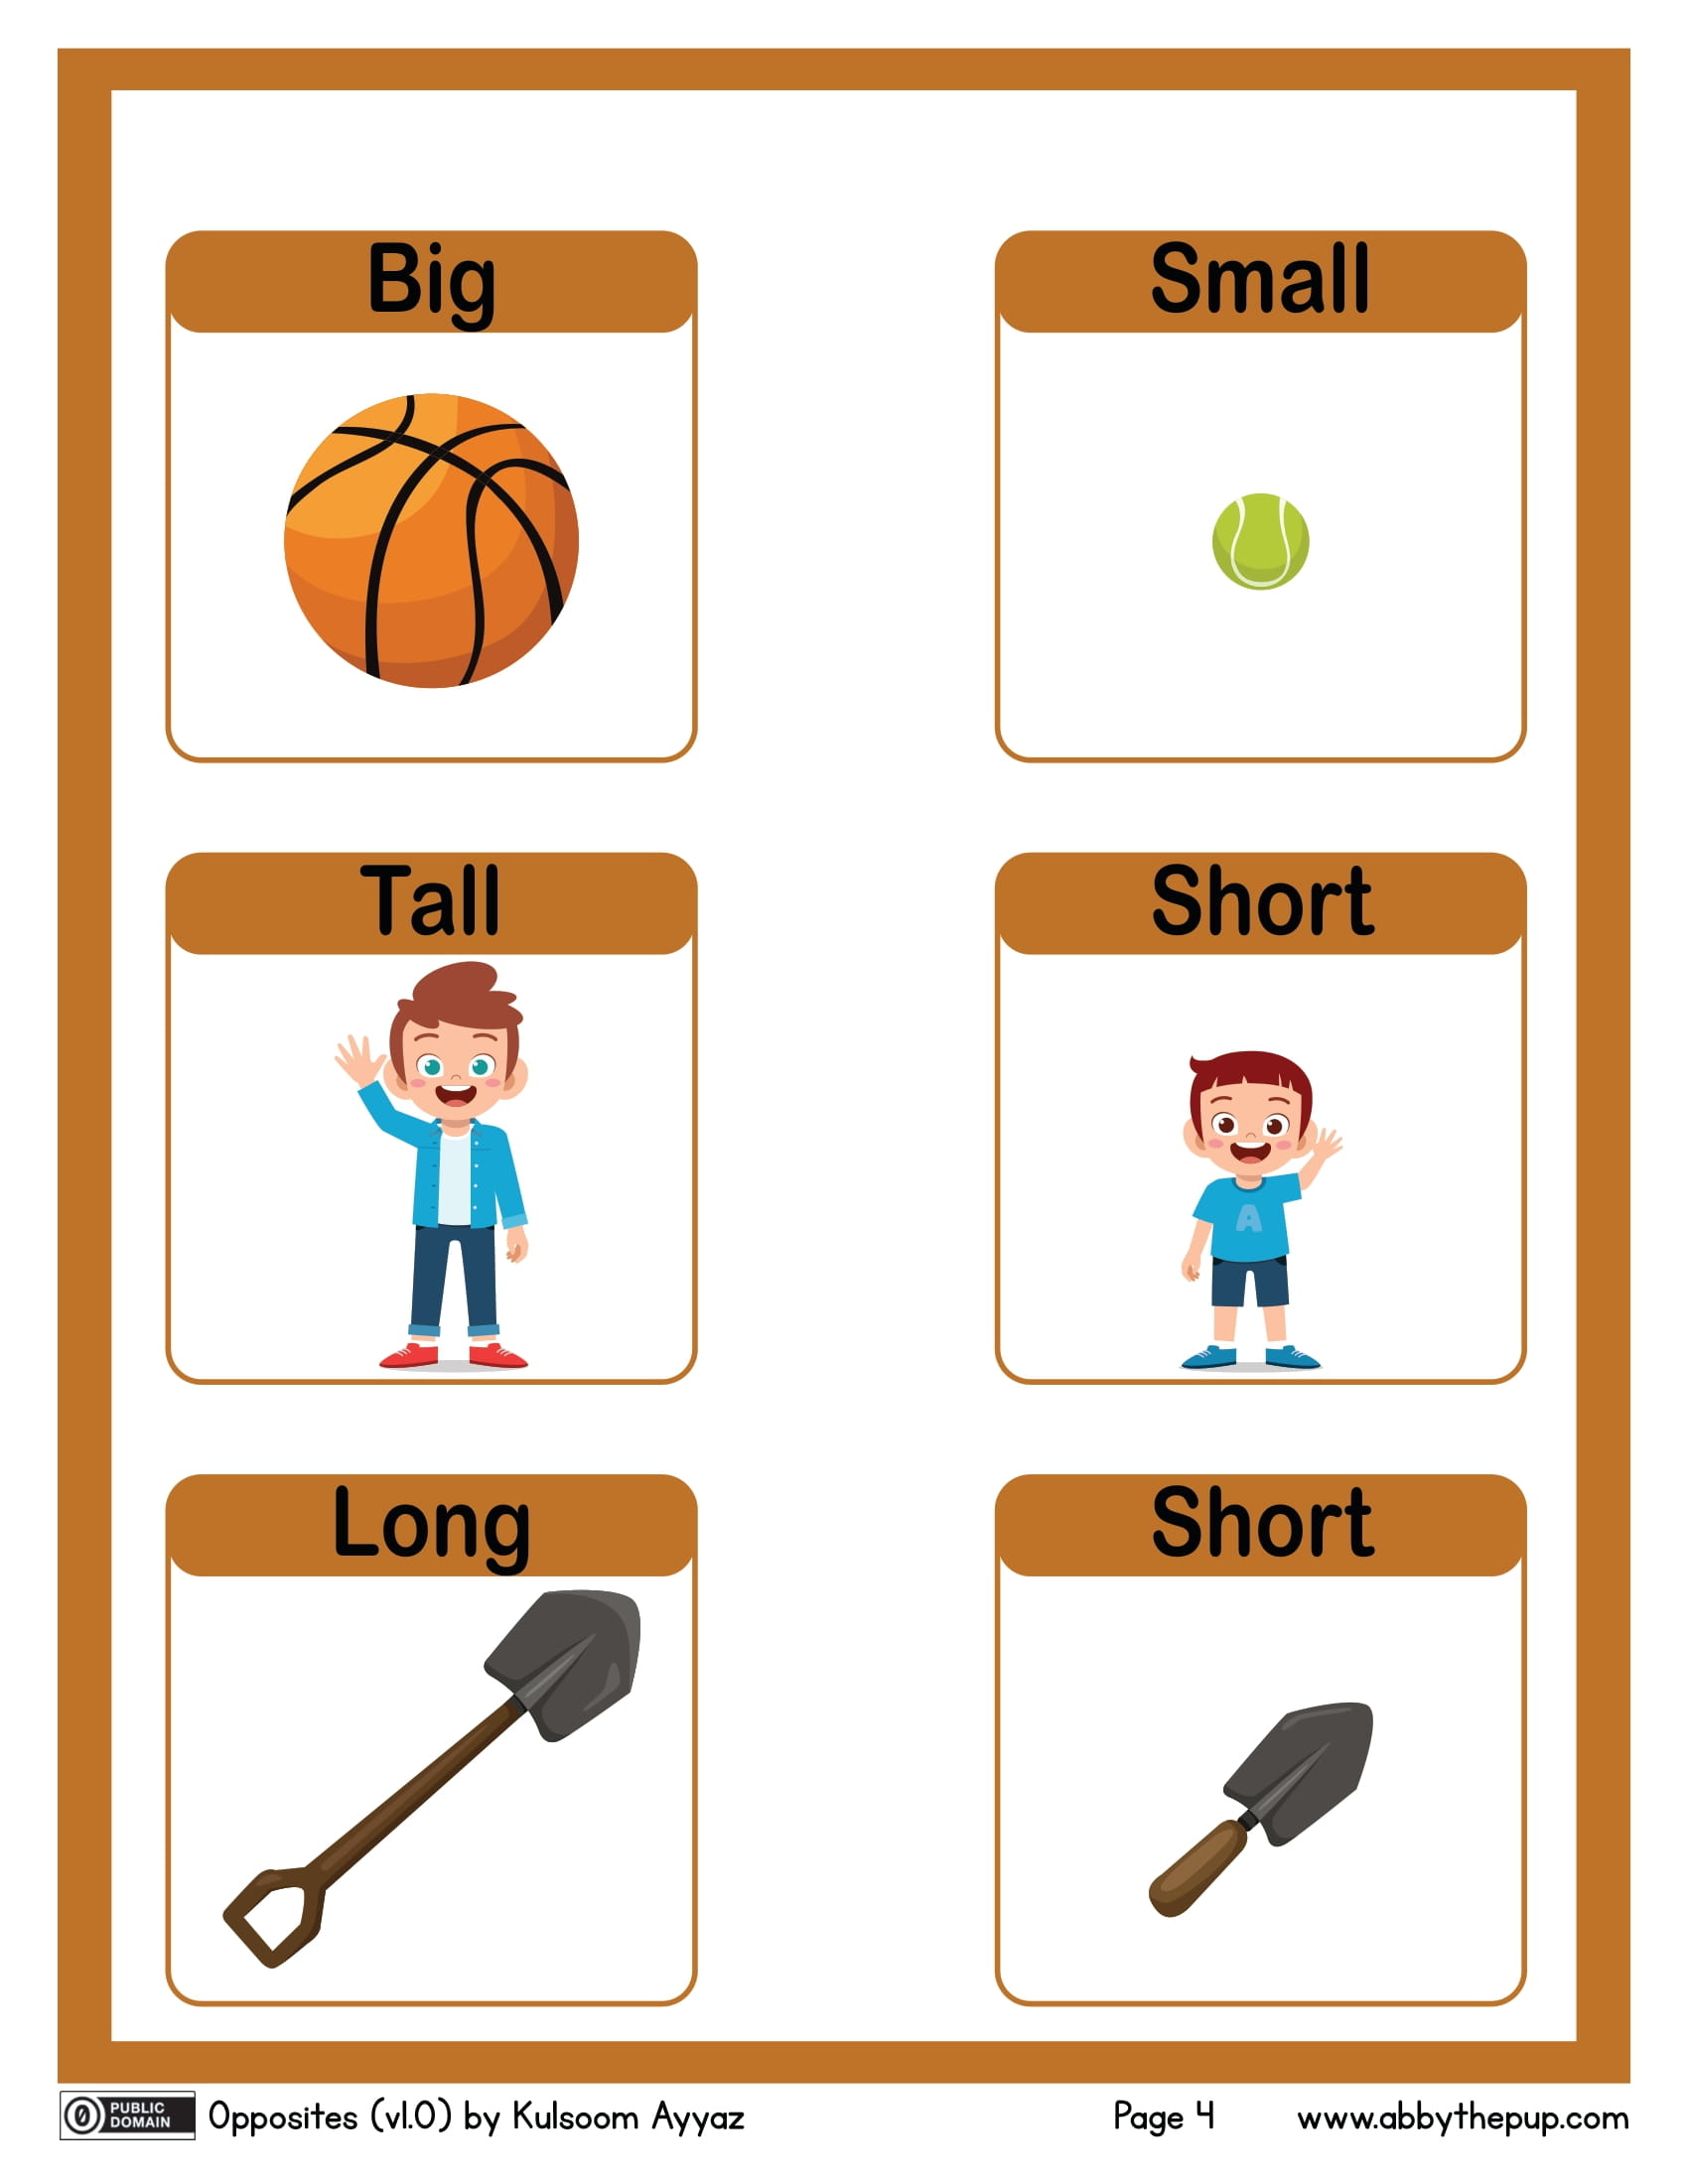 Big
Small
Tall
Short
A
Long
Short
0 PUBLIC DOMAIN
Opposites (v1.0) by Kulsoom Ayyaz
Page 4
www.abbythepup.com